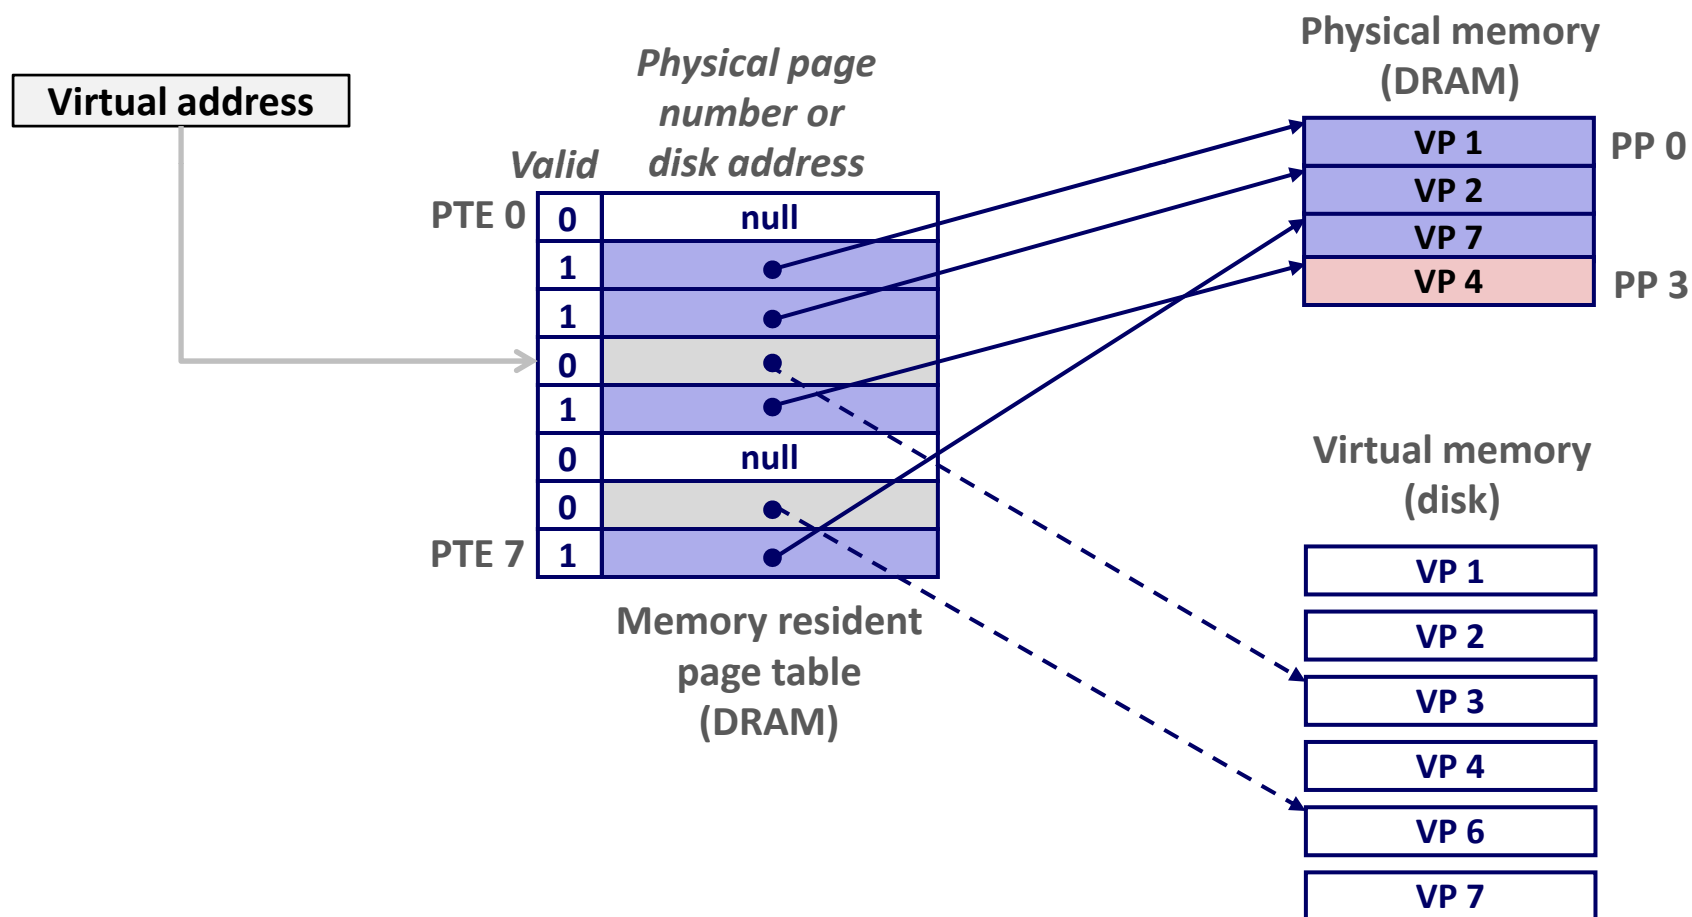 Virtual address
Physical page
number or
disk address
Valid
PTE 0
0
null
1
1
0
1
0
null
0
PTE 7
1
Memory resident
page table
(DRAM)
Physical memory
(DRAM)
VP 1
PP 0
VP 2
VP 7
VP 4
PP 3
Virtual memory
(disk)
VP 1
VP 2
VP 3
VP 4
VP 6
VP 7